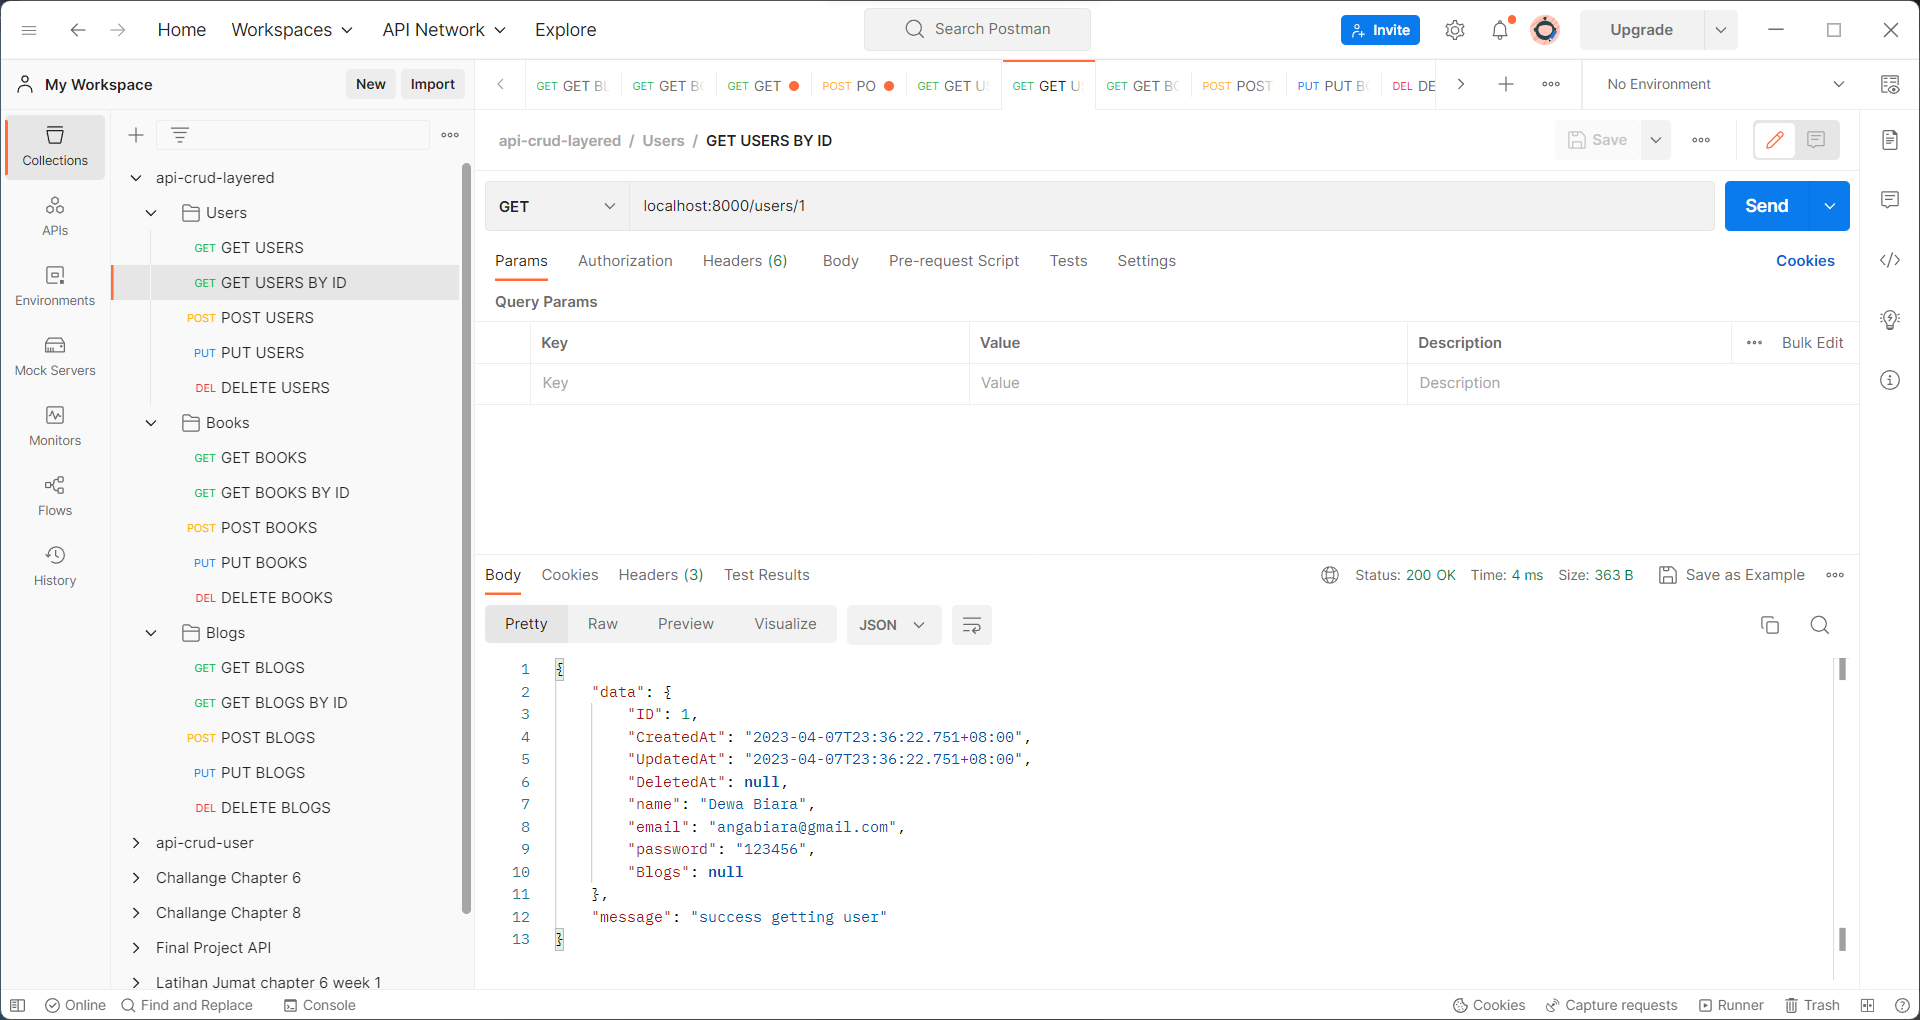 Home Workspaces API Network Explore Search Postman Invite Upgrade
My Workspace New Import
GET GET BL GET GET BO GET GET POST PO GET GET U GET GET U GET GET BO POST POST PUT PUT BO DEL DE No Environment
Collections
APIs
Environments
Mock Servers
Monitors
Flows
History
api-crud-layered
Users
GET GET USERS
GET GET USERS BY ID
POST POST USERS
PUT PUT USERS
DEL DELETE USERS
Books
GET GET BOOKS
GET GET BOOKS BY ID
POST POST BOOKS
PUT PUT BOOKS
DEL DELETE BOOKS
Blogs
GET GET BLOGS
GET GET BLOGS BY ID
POST POST BLOGS
PUT PUT BLOGS
DEL DELETE BLOGS
api-crud-user
Challange Chapter 6
Challange Chapter 8
Final Project API
Latihan Jumat chapter 6 week 1
api-crud-layered / Users / GET USERS BY ID Save
GET localhost:8000/users/1 Send
Params Authorization Headers (6) Body Pre-request Script Tests Settings Cookies
Query Params
Key Value Description Bulk Edit
Key Value Description
Body Cookies Headers (3) Test Results Status: 200 OK Time: 4 ms Size: 363 B Save as Example
Pretty Raw Preview Visualize JSON
1 {
2 "data": {
3 "ID": 1,
4 "CreatedAt": "2023-04-07T23:36:22.751+08:00",
5 "UpdatedAt": "2023-04-07T23:36:22.751+08:00",
6 "DeletedAt": null,
7 "name": "Dewa Biara",
8 "email": "angabiara@gmail.com",
9 "password": "123456",
10 "Blogs": null
11 },
12 "message": "success getting user"
13 }
Online Find and Replace Console Cookies Capture requests Runner Trash